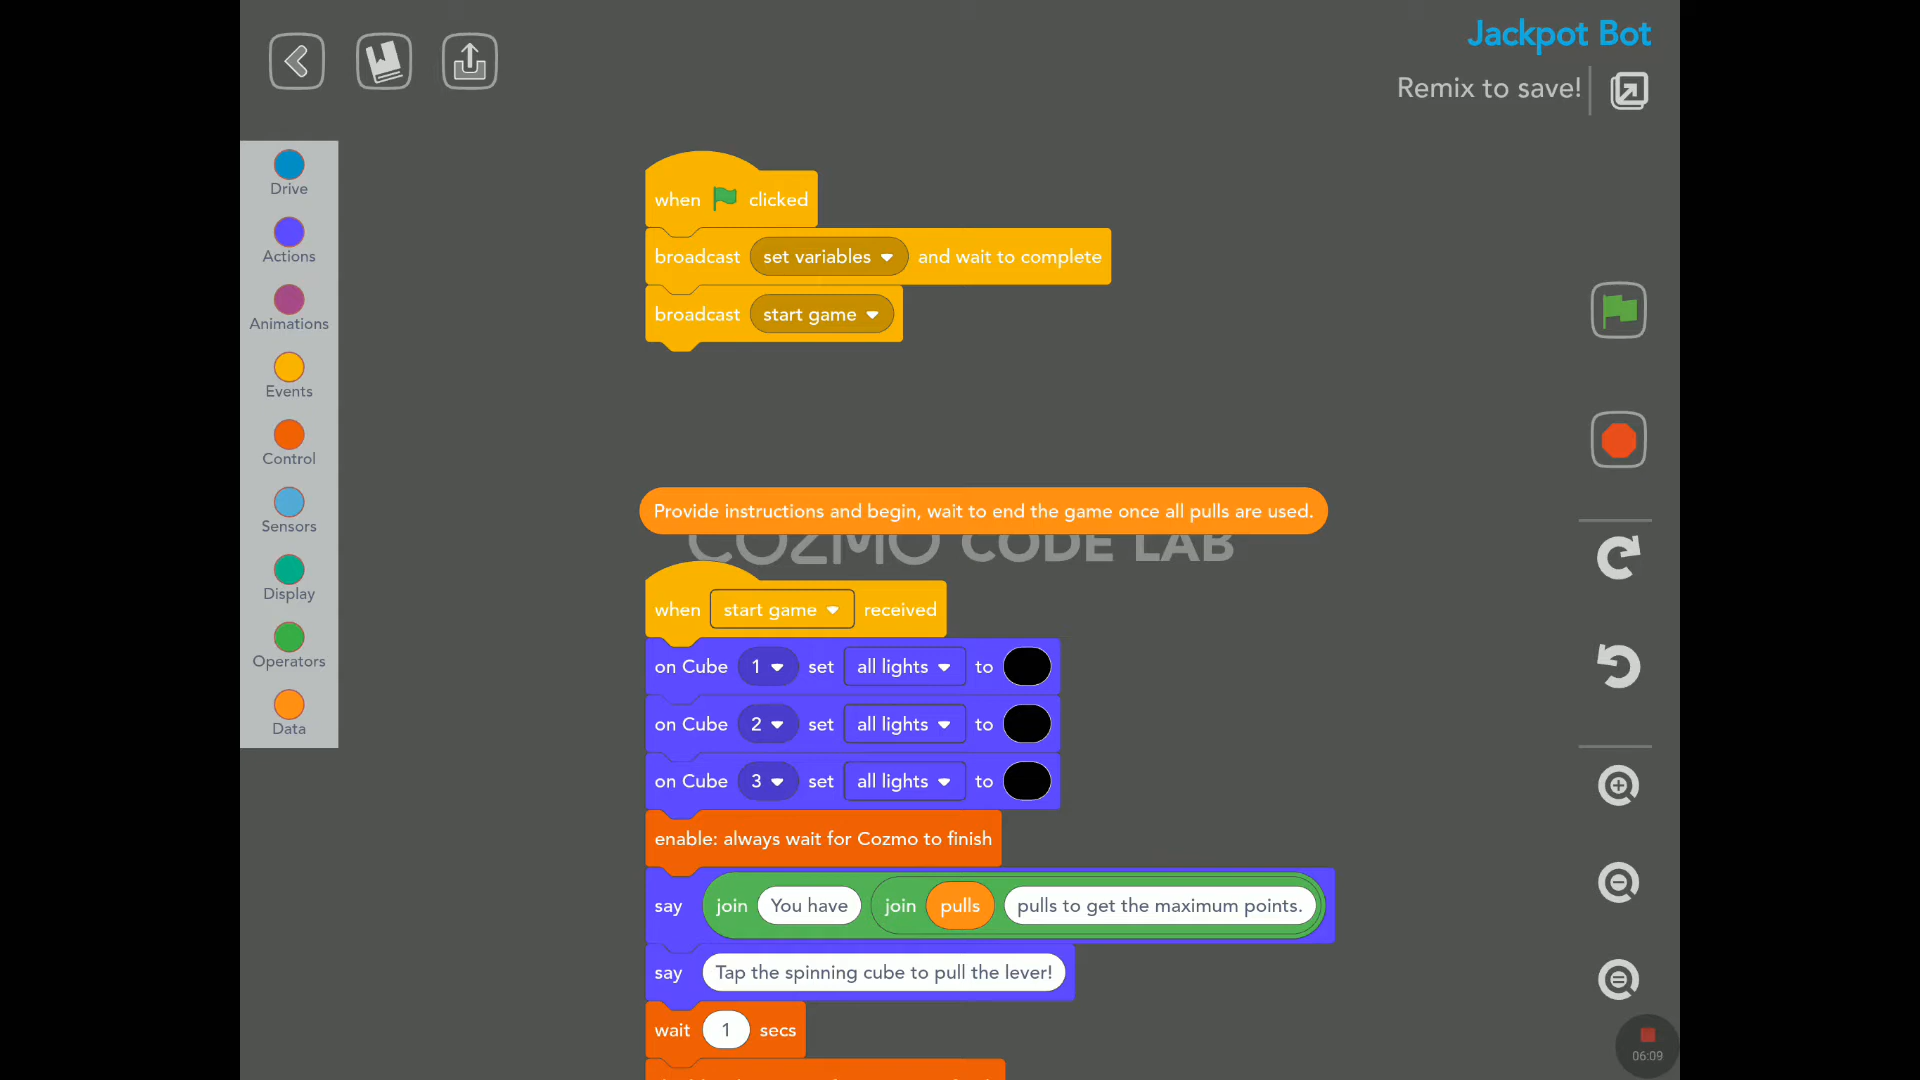 Jackpot Bot
Remix to save!
Drive
Actions
Animations
Events
Control
Sensors
Display
Operators
Data
when clicked
broadcast set variables and wait to complete
broadcast start game
Provide instructions and begin, wait to end the game once all pulls are used.
COZMO CODE LAB
when start game received
on Cube 1 set all lights to
on Cube 2 set all lights to
on Cube 3 set all lights to
enable: always wait for Cozmo to finish
say join You have join pulls pulls to get the maximum points.
say Tap the spinning cube to pull the lever!
wait 1 secs
06:09